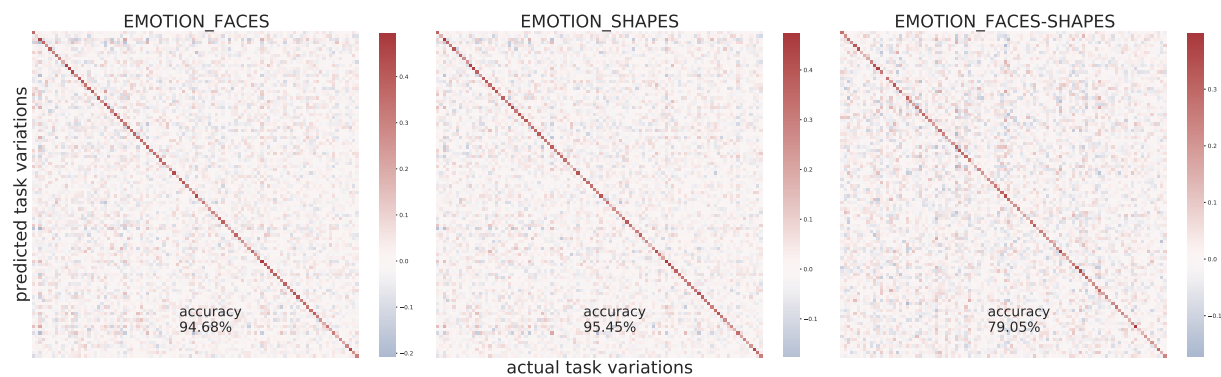 EMOTION_FACES
EMOTION_SHAPES
EMOTION_FACES-SHAPES
predicted task variations
0.4
0.3
0.2
0.1
0.0
−0.1
−0.2
accuracy
94.68%
0.4
0.3
0.2
0.1
0.0
−0.1
accuracy
95.45%
0.3
0.2
0.1
0.0
−0.1
accuracy
79.05%
actual task variations